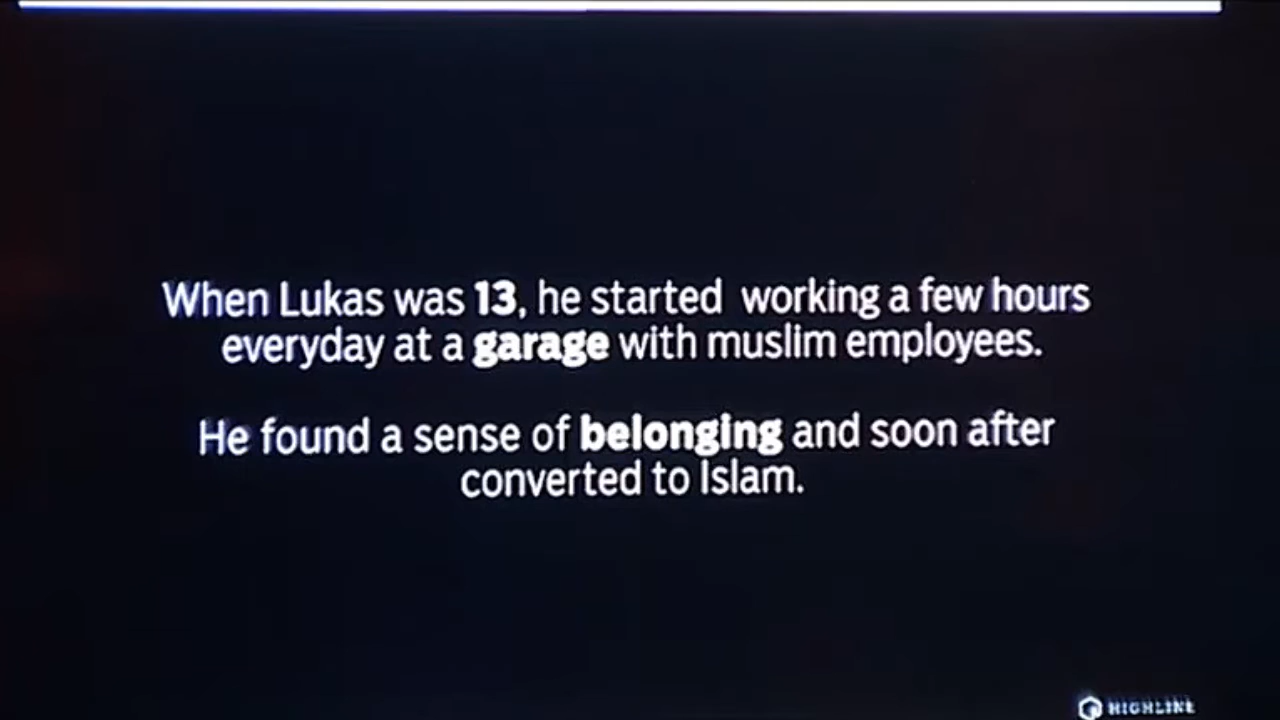 When Lukas was 13, he started working a few hours
everyday at a garage with muslim employees.
He found a sense of belonging and soon after
converted to Islam.
HIGHLINE